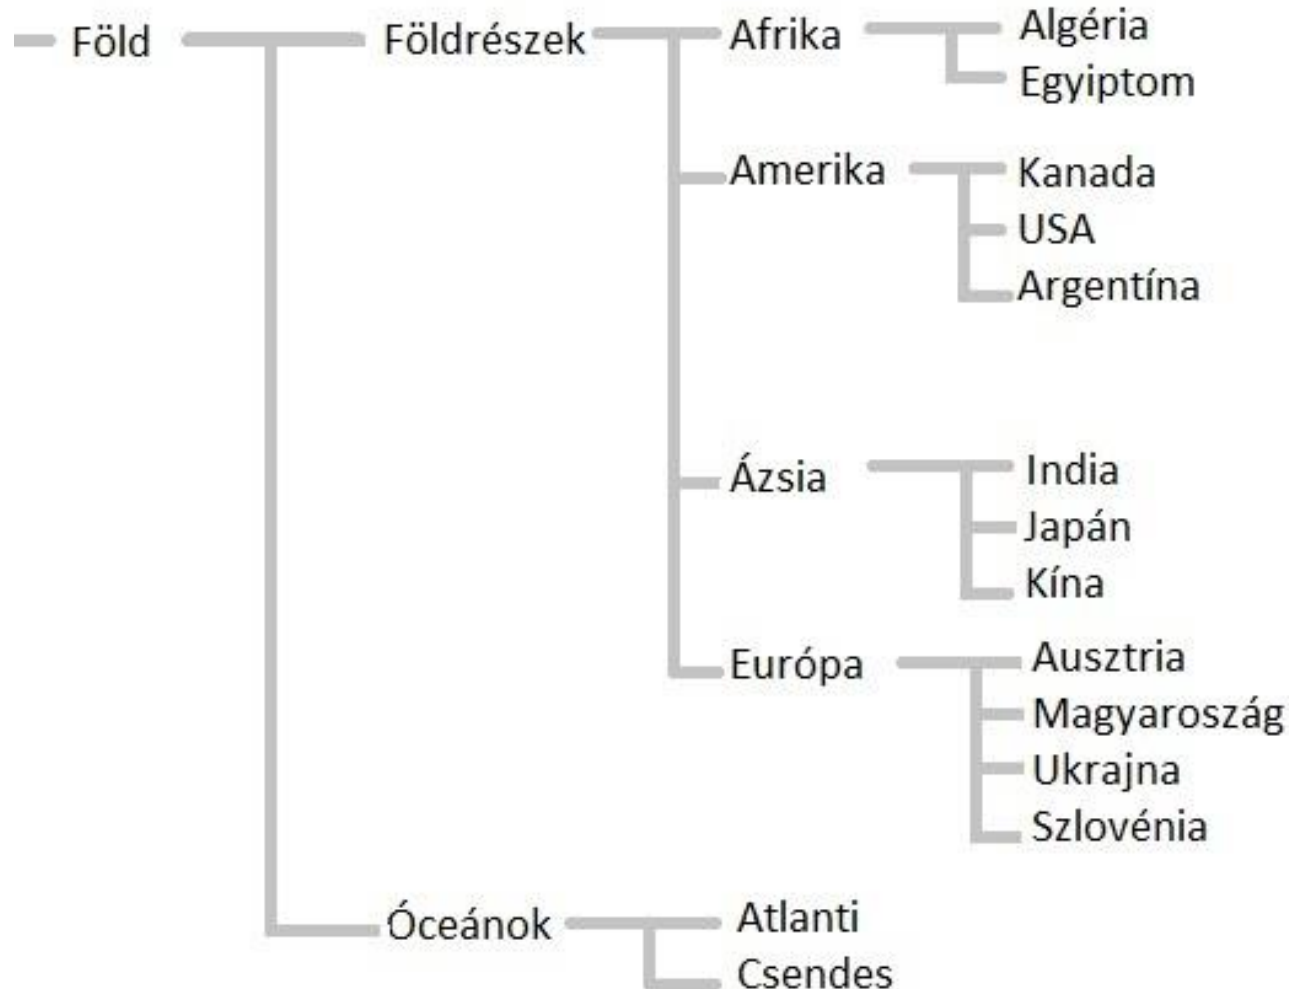 Föld
Földrészek
Afrika
Algéria
Egyiptom
Amerika
Kanada
USA
Argentína
Ázsia
India
Japán
Kína
Európa
Ausztria
Magyaroszág
Ukrajna
Szlovénia
Óceánok
Atlanti
Csendes